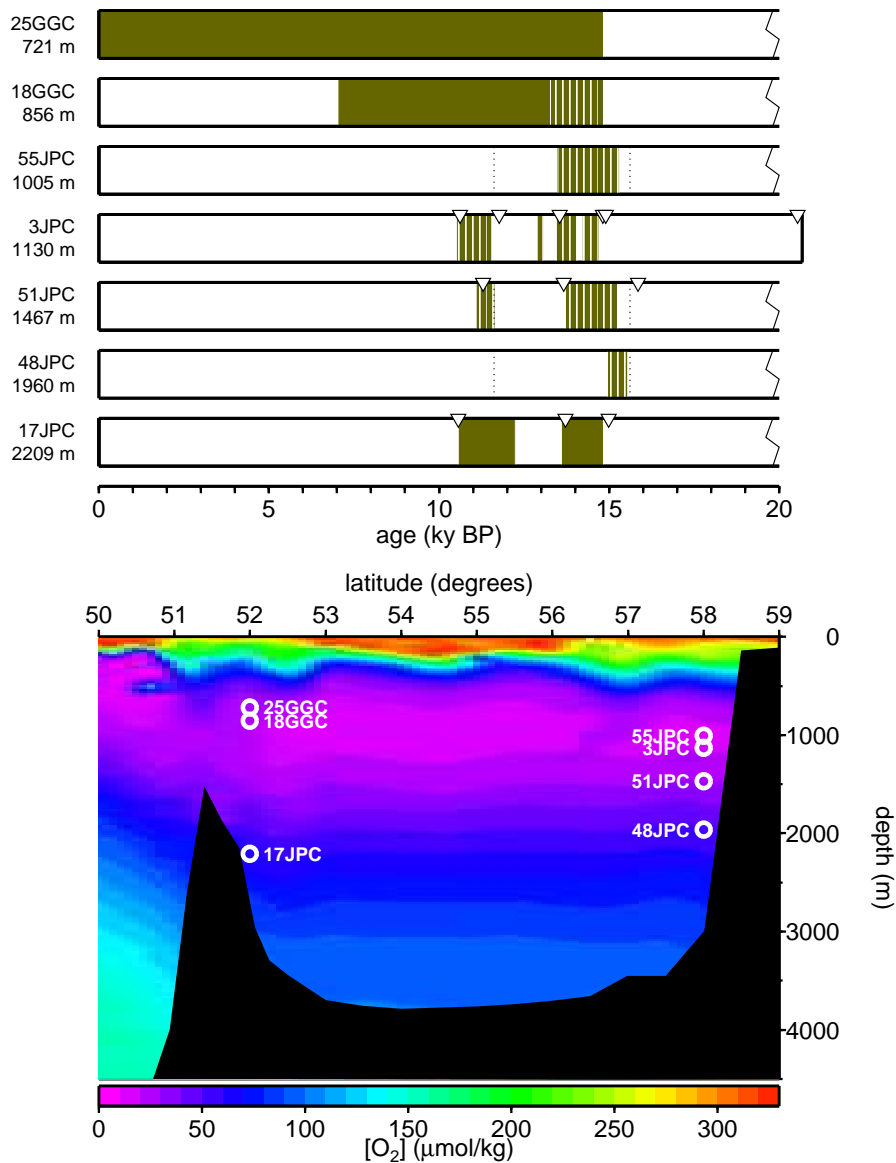 25GGC
721 m
18GGC
856 m
55JPC
1005 m
3JPC
1130 m
51JPC
1467 m
48JPC
1960 m
17JPC
2209 m
0 5 10 15 20
age (ky BP)
latitude (degrees)
50 51 52 53 54 55 56 57 58 59
0
25GGC
18GGC
55JPC
3JPC
1000
51JPC
48JPC
2000
17JPC
3000
4000
depth (m)
0 50 100 150 200 250 300
[O₂] (μmol/kg)